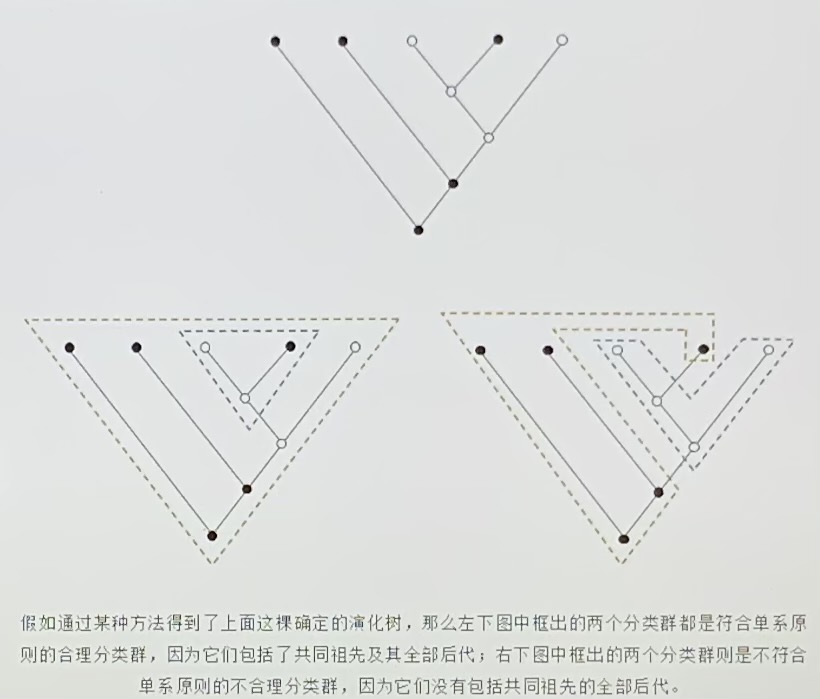 假如通过某种方法得到了上面这棵确定的演化树，那么左下图中框出的两个分类群都是符合单系原
则的合理分类群，因为它们包括了共同祖先及其全部后代；右下图中框出的两个分类群则是不符合
单系原则的不合理分类群，因为它们没有包括共同祖先的全部后代。